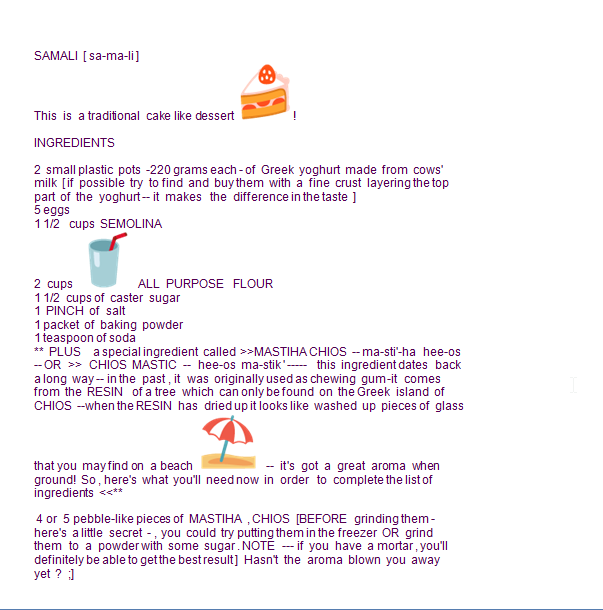 SAMALI [ sa-ma-li ]
This is a traditional cake like dessert !
INGREDIENTS
2 small plastic pots -220 grams each - of Greek yoghurt made from cows'
milk [ if possible try to find and buy them with a fine crust layering the top
part of the yoghurt -- it makes the difference in the taste ]
5 eggs
1 1/2 cups SEMOLINA
2 cups ALL PURPOSE FLOUR
1 1/2 cups of caster sugar
1 PINCH of salt
1 packet of baking powder
1 teaspoon of soda
** PLUS a special ingredient called >>MASTIHA CHIOS -- ma-sti'-ha hee-os
-- OR >> CHIOS MASTIC -- hee-os ma-stik ' ----- this ingredient dates back
a long way -- in the past , it was originally used as chewing gum -it comes
from the RESIN of a tree which can only be found on the Greek island of
CHIOS --when the RESIN has dried up it looks like washed up pieces of glass
that you may find on a beach -- it's got a great aroma when
ground! So , here's what you'll need now in order to complete the list of
ingredients <<**
4 or 5 pebble-like pieces of MASTIHA , CHIOS [BEFORE grinding them -
here's a little secret - , you could try putting them in the freezer OR grind
them to a powder with some sugar . NOTE --- if you have a mortar , you'll
definitely be able to get the best result ] Hasn't the aroma blown you away
yet ? ;]